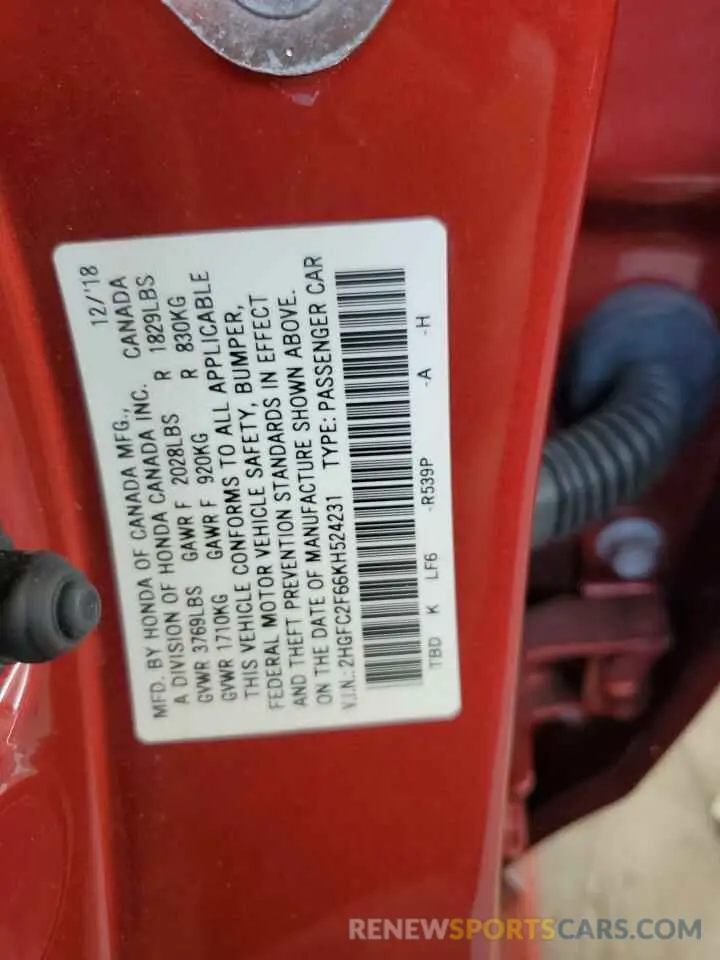 MFD. BY HONDA OF CANADA MFG., 12/'18
A DIVISION OF HONDA CANADA INC. CANADA
GVWR 3769LBS GAWR F 2028LBS R 1829LBS
GVWR 1710KG GAWR F 920KG R 830KG
THIS VEHICLE CONFORMS TO ALL APPLICABLE
FEDERAL MOTOR VEHICLE SAFETY, BUMPER,
AND THEFT PREVENTION STANDARDS IN EFFECT
ON THE DATE OF MANUFACTURE SHOWN ABOVE.
V.I.N.: 2HGFC2F66KH524231 TYPE: PASSENGER CAR
TBD K LF6 -R539P -A -H
RENEWSPORTSCARS.COM